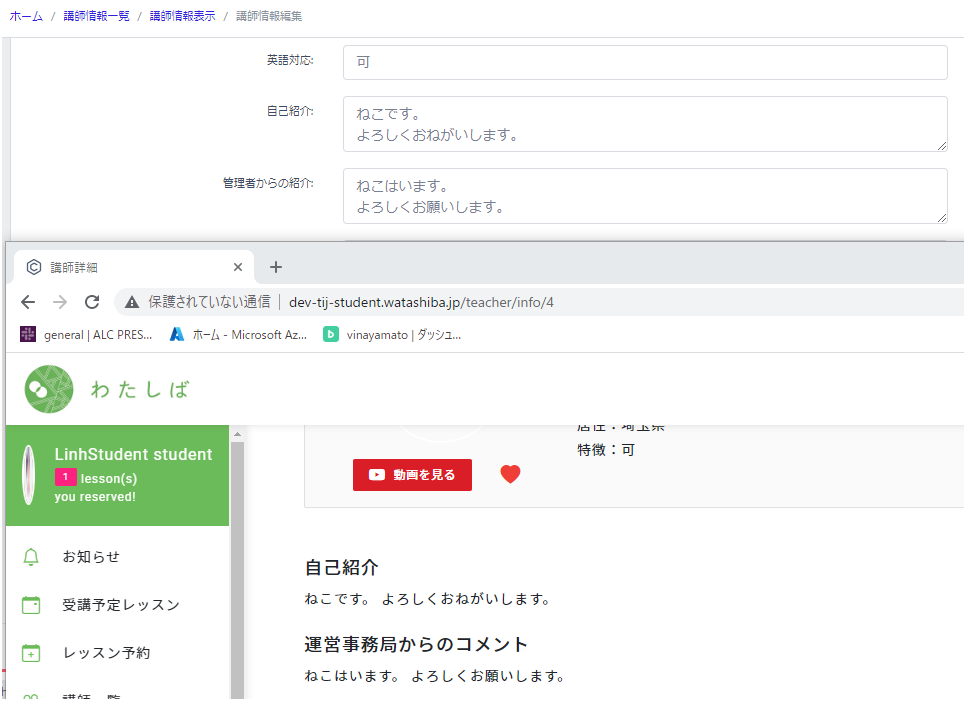 ホーム / 講師情報一覧 / 講師情報表示 / 講師情報編集
英語対応:
可
自己紹介:
ねこです。
よろしくおねがいします。
管理者からの紹介:
ねこはいます。
よろしくお願いします。
講師詳細
保護されていない通信 | dev-tij-student.watashiba.jp/teacher/info/4
general | ALC PRES...
ホーム - Microsoft Az...
vinayamato | ダッシュ...
わたしば
LinhStudent student
1 lesson(s)
you reserved!
お知らせ
受講予定レッスン
レッスン予約
講師一覧
居住：埼玉県
特徴：可
動画を見る
自己紹介
ねこです。 よろしくおねがいします。
運営事務局からのコメント
ねこはいます。 よろしくお願いします。